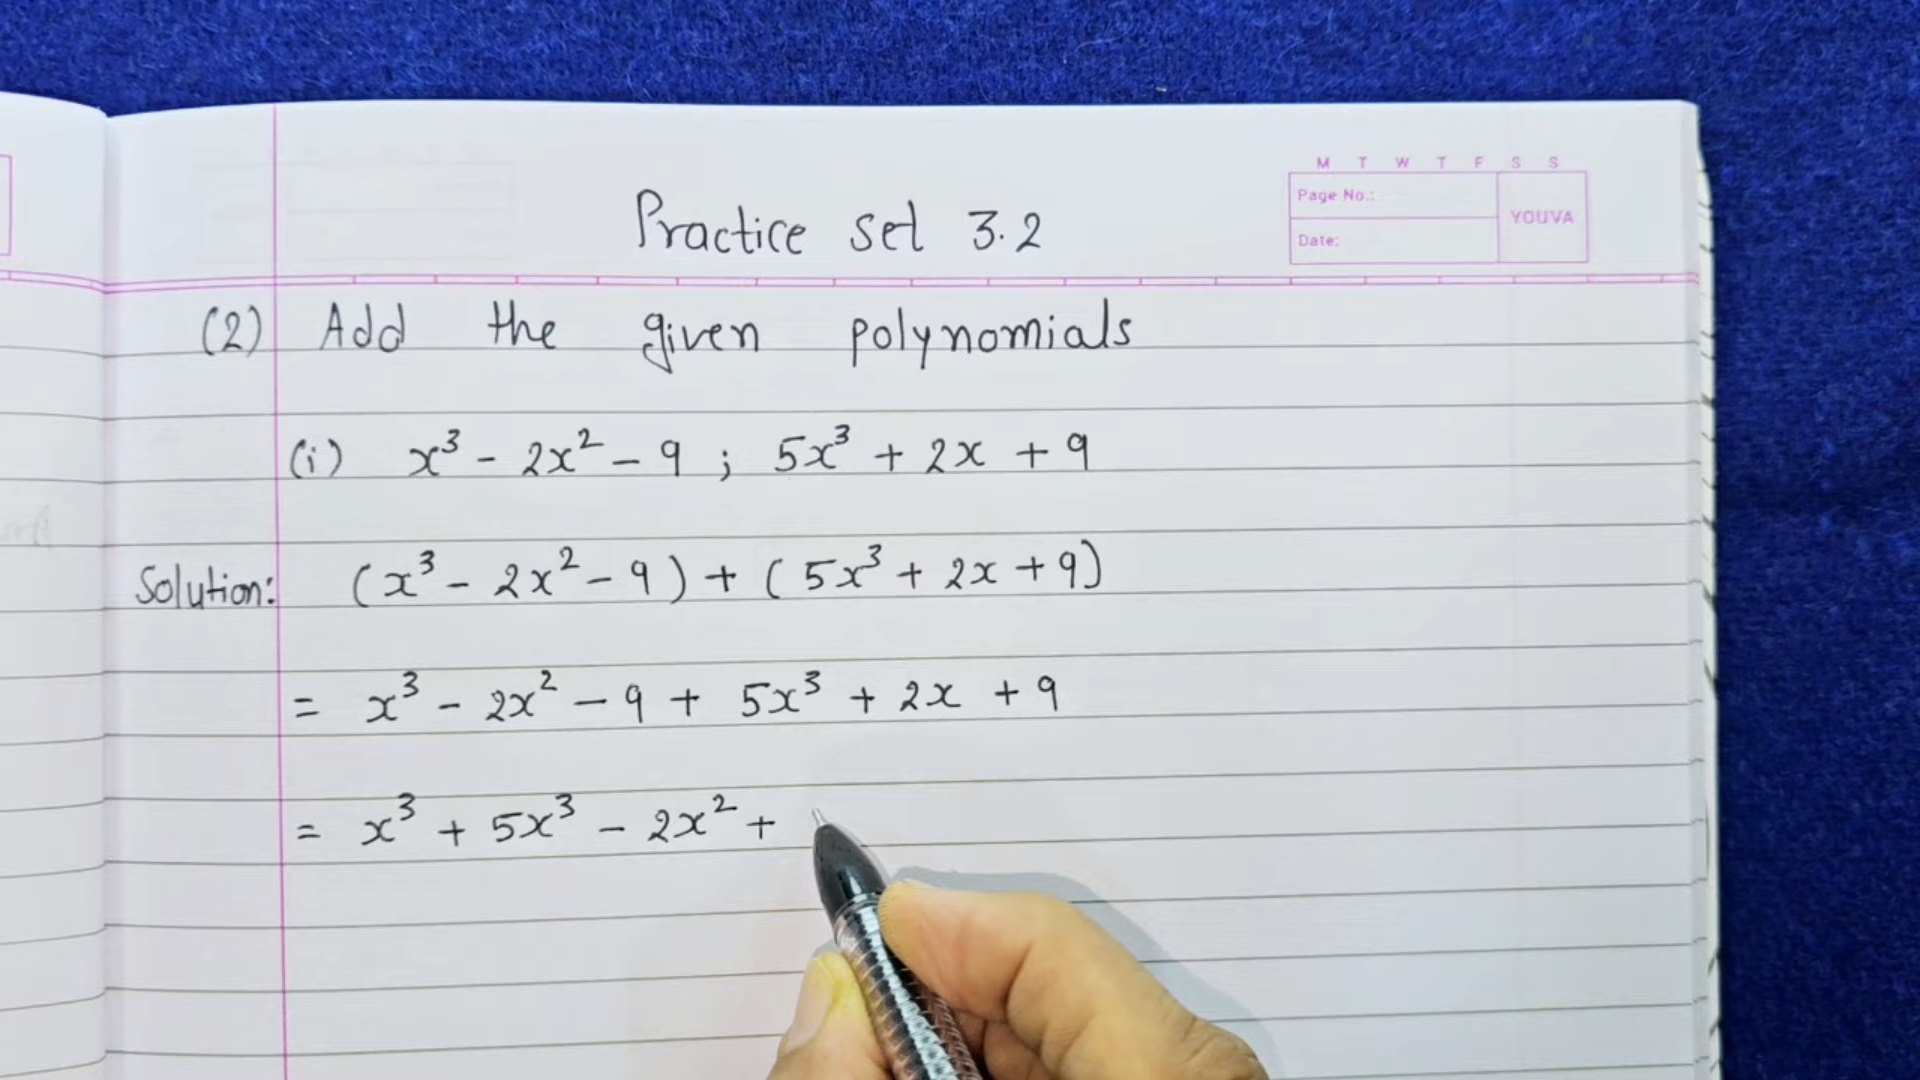 Practice set 3.2
M T W T F S S
Page No.:
YOUVA
Date:
(2) Add the given polynomials
(i) x³ - 2x² - 9 ; 5x³ + 2x + 9
Solution: (x³ - 2x² - 9) + (5x³ + 2x + 9)
= x³ - 2x² - 9 + 5x³ + 2x + 9
= x³ + 5x³ - 2x² +